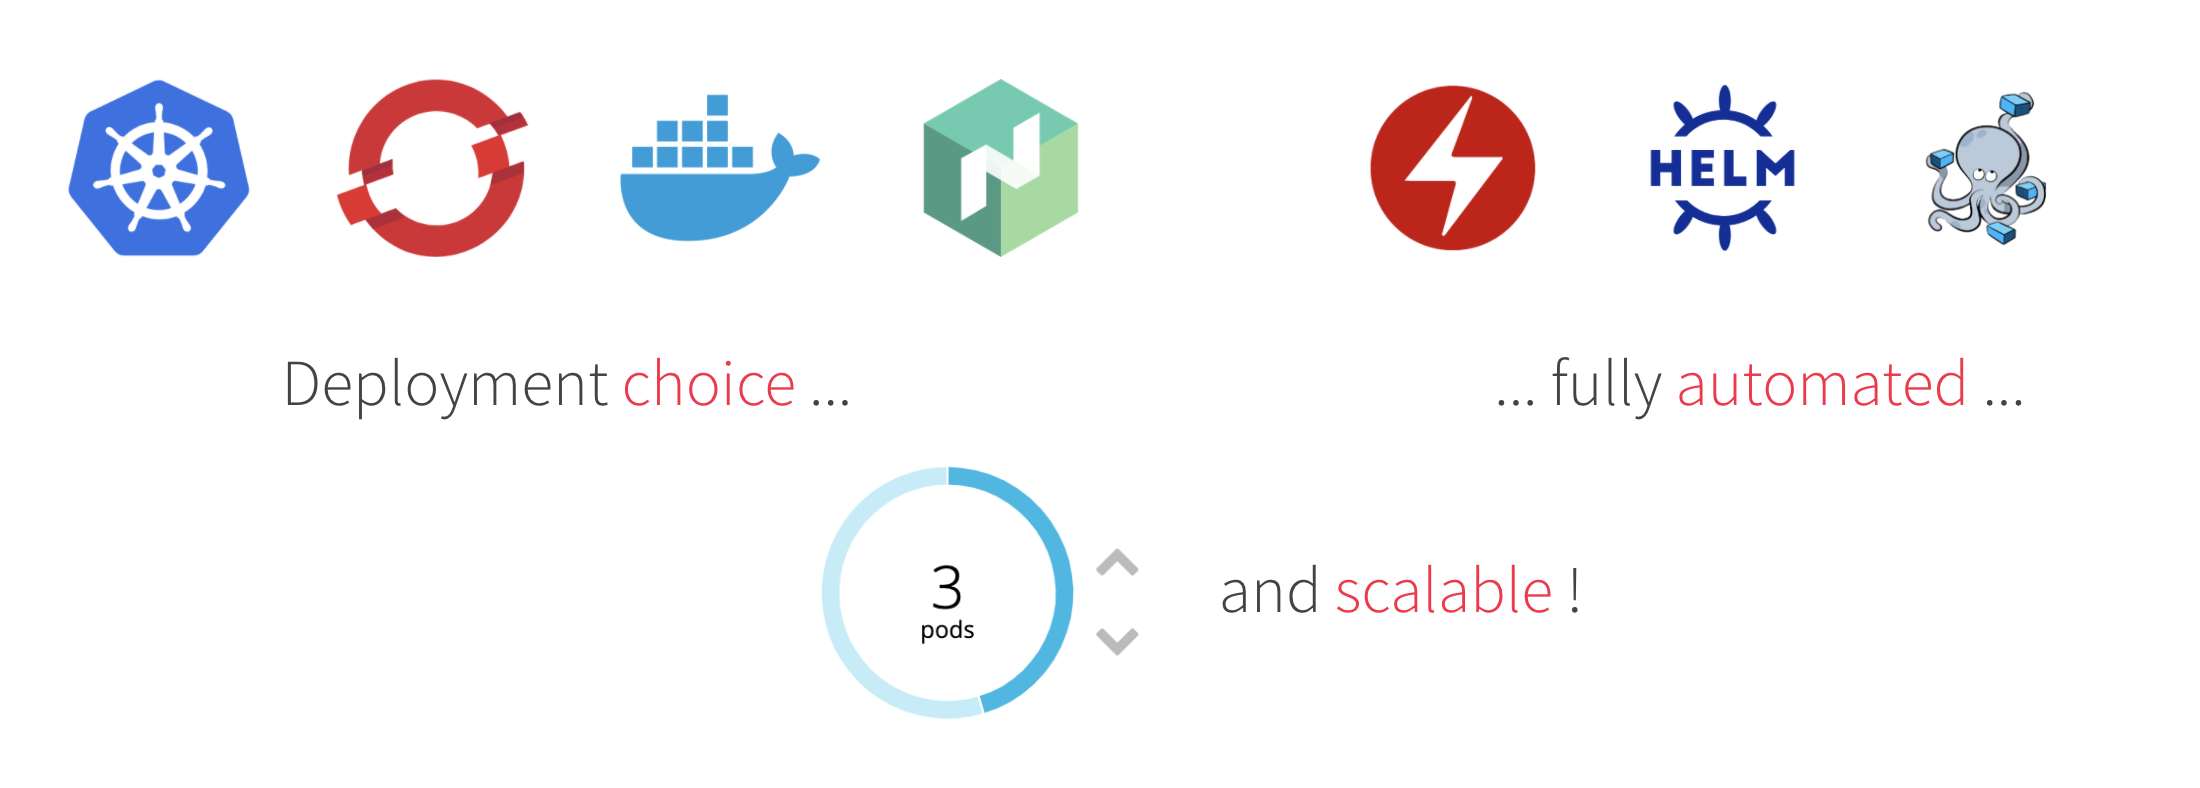 HELM
Deployment choice ...
... fully automated ...
3
pods
and scalable !